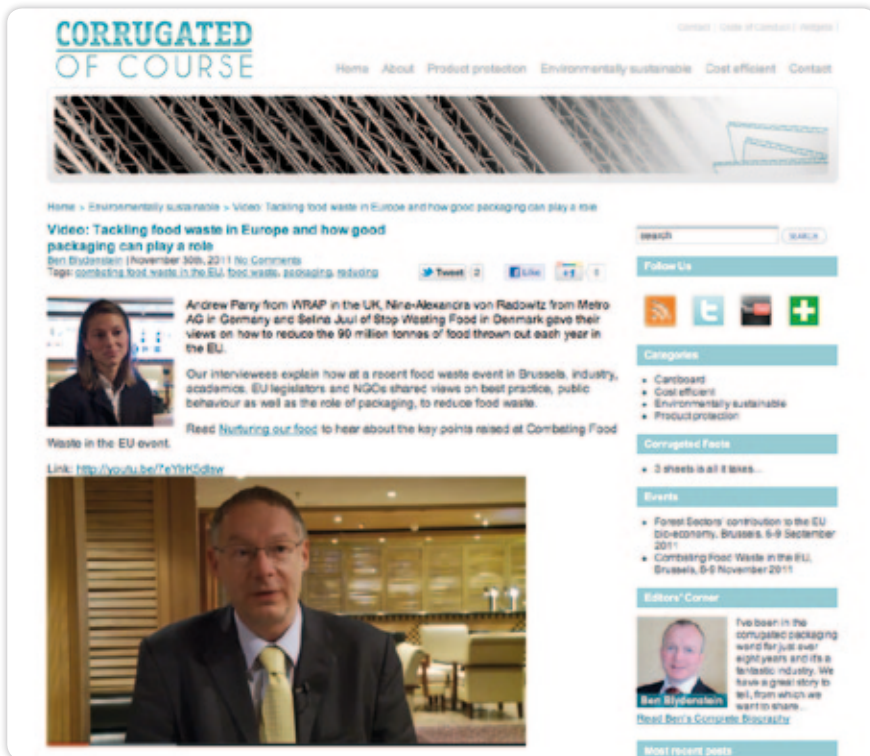 CORRUGATED
OF COURSE
Contact | Code of Conduct | Widgets |
Home About Product protection Environmentally sustainable Cost efficient Contact
Home > Environmentally sustainable > Video: Tackling food waste in Europe and how good packaging can play a role
Video: Tackling food waste in Europe and how good
packaging can play a role
Ben Blydenstein | November 30th, 2011 No Comments
Tags: combating food waste in the EU, food waste, packaging, reducing
Tweet 2 Like +1
Andrew Parry from WRAP in the UK, Nina-Alexandra von Radowitz from Metro
AG in Germany and Selina Juul of Stop Wasting Food in Denmark gave their
views on how to reduce the 90 million tonnes of food thrown out each year in
the EU.
Our interviewees explain how at a recent food waste event in Brussels, industry,
academics, EU legislators and NGOs shared views on best practice, public
behaviour as well as the role of packaging, to reduce food waste.
Read Nurturing our food to hear about the key points raised at Combating Food
Waste in the EU event.
Link:
search SEARCH
Follow Us
Categories
Cardboard
Cost efficient
Environmentally sustainable
Product protection
Corrugated Facts
3 sheets is all it takes...
Events
Forest Sectors' contribution to the EU
bio-economy, Brussels, 6-9 September
2011
Combating Food Waste in the EU,
Brussels, 8-9 November 2011
Editors' Corner
I've been in the
corrugated packaging
world for just over
eight years and it's a
fantastic industry. We
have a great story to
tell, from which we
want to share...
Ben Blydenstein
Read Ben's Complete Biography
Most recent posts